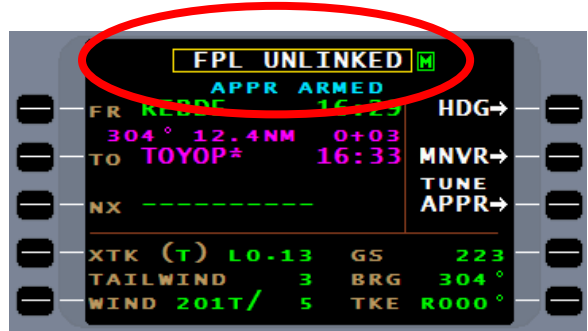 FPL UNLINKED M
APPR ARMED
FR REBDE 16:29 HDG→
304° 12.4NM 0+03
TO TOYOP* 16:33 MNVR→
TUNE
NX ---------- APPR→
XTK (T) L0.13 GS 223
TAILWIND 3 BRG 304°
WIND 201T/ 5 TKE R000°